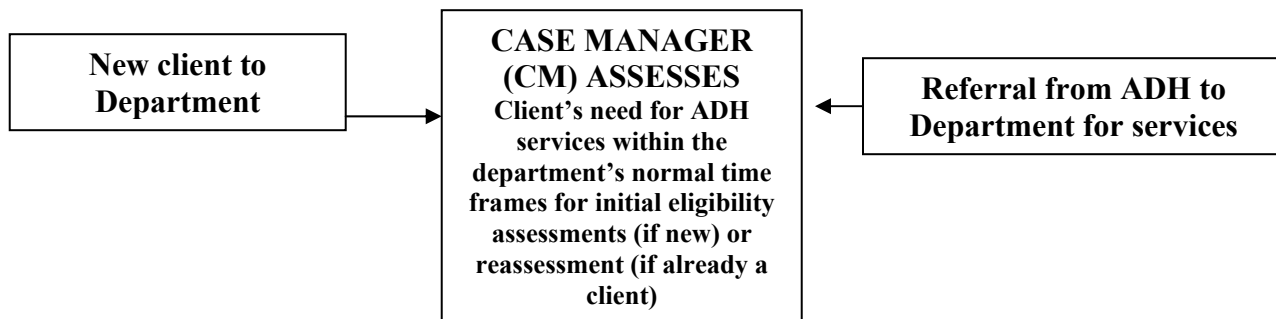 New client to
Department
CASE MANAGER
(CM) ASSESSES
Client’s need for ADH
services within the
department’s normal time
frames for initial eligibility
assessments (if new) or
reassessment (if already a
client)
Referral from ADH to
Department for services